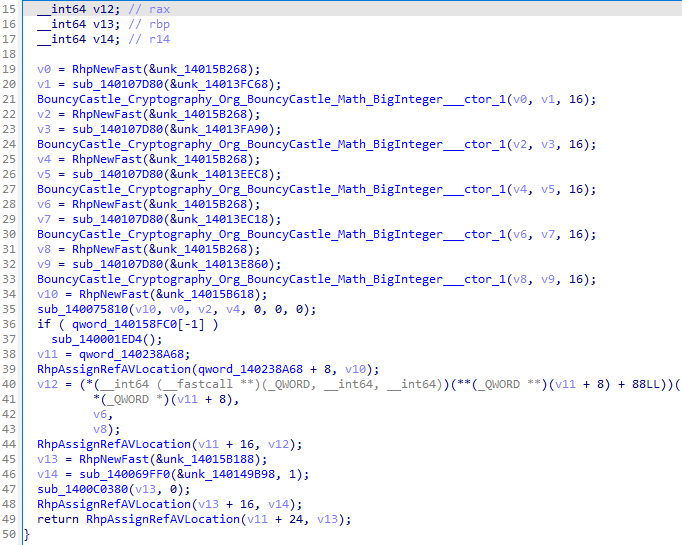 15 __int64 v12; // rax
16 __int64 v13; // rbp
17 __int64 v14; // r14
18
19 v0 = RhpNewFast(&unk_14015B268);
20 v1 = sub_140107D80(&unk_14013FC68);
21 BouncyCastle_Cryptography_Org_BouncyCastle_Math_BigInteger___ctor_1(v0, v1, 16);
22 v2 = RhpNewFast(&unk_14015B268);
23 v3 = sub_140107D80(&unk_14013FA90);
24 BouncyCastle_Cryptography_Org_BouncyCastle_Math_BigInteger___ctor_1(v2, v3, 16);
25 v4 = RhpNewFast(&unk_14015B268);
26 v5 = sub_140107D80(&unk_14013EEC8);
27 BouncyCastle_Cryptography_Org_BouncyCastle_Math_BigInteger___ctor_1(v4, v5, 16);
28 v6 = RhpNewFast(&unk_14015B268);
29 v7 = sub_140107D80(&unk_14013EC18);
30 BouncyCastle_Cryptography_Org_BouncyCastle_Math_BigInteger___ctor_1(v6, v7, 16);
31 v8 = RhpNewFast(&unk_14015B268);
32 v9 = sub_140107D80(&unk_14013E860);
33 BouncyCastle_Cryptography_Org_BouncyCastle_Math_BigInteger___ctor_1(v8, v9, 16);
34 v10 = RhpNewFast(&unk_14015B618);
35 sub_140075810(v10, v0, v2, v4, 0, 0, 0);
36 if ( qword_140158FC0[-1] )
37 sub_140001ED4();
38 v11 = qword_140238A68;
39 RhpAssignRefAVLocation(qword_140238A68 + 8, v10);
40 v12 = (*(__int64 (__fastcall **)(_QWORD, __int64, __int64))(**(_QWORD **)(v11 + 8) + 88LL))(
41 *(_QWORD *)(v11 + 8),
42 v6,
43 v8);
44 RhpAssignRefAVLocation(v11 + 16, v12);
45 v13 = RhpNewFast(&unk_14015B188);
46 v14 = sub_140069FF0(&unk_140149B98, 1);
47 sub_1400C0380(v13, 0);
48 RhpAssignRefAVLocation(v13 + 16, v14);
49 return RhpAssignRefAVLocation(v11 + 24, v13);
50 }